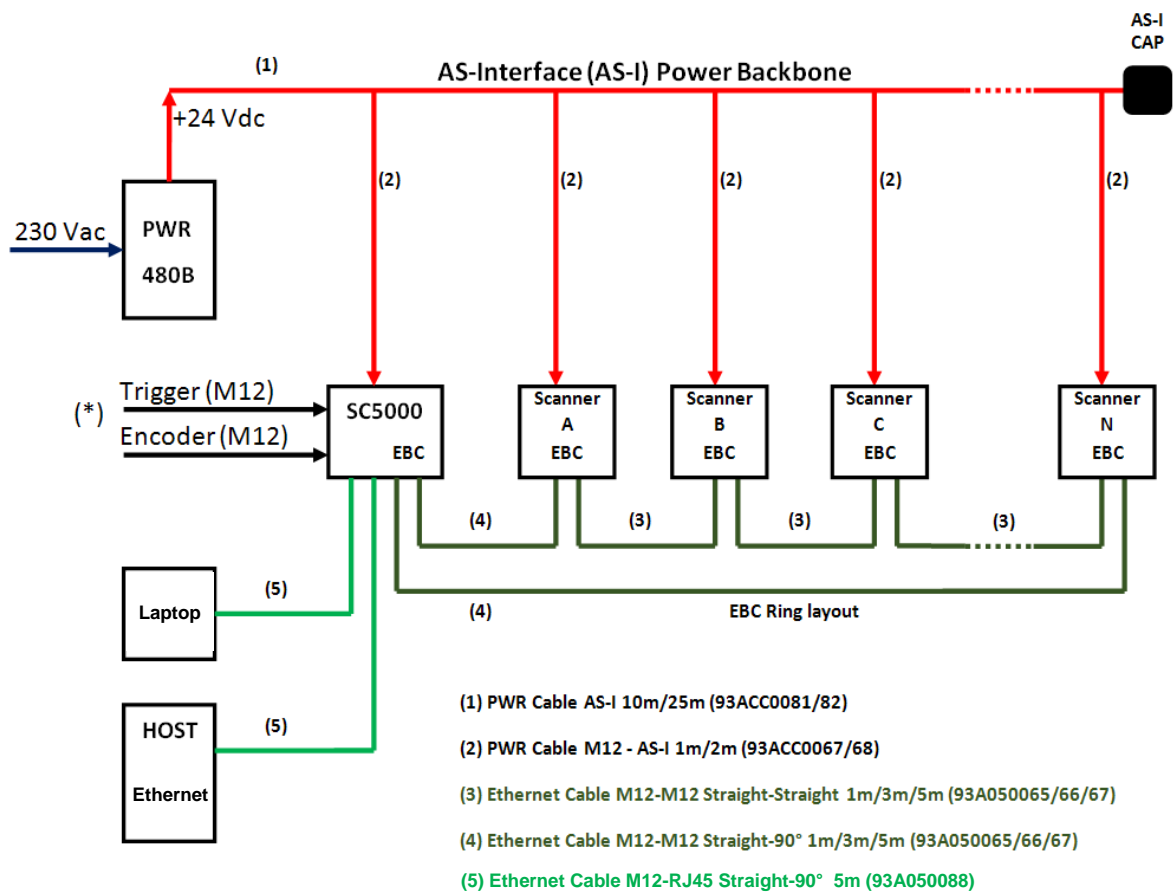 AS-I
CAP
(1)
AS-Interface (AS-I) Power Backbone
+24 Vdc
(2)
(2)
(2)
(2)
(2)
230 Vac
PWR
480B
Trigger (M12)
(*)
Encoder (M12)
SC5000
EBC
Scanner
A
EBC
Scanner
B
EBC
Scanner
C
EBC
Scanner
N
EBC
(4)
(3)
(3)
(3)
Laptop
(5)
(4)
EBC Ring layout
HOST
Ethernet
(5)
(1) PWR Cable AS-I 10m/25m (93ACC0081/82)
(2) PWR Cable M12 - AS-I 1m/2m (93ACC0067/68)
(3) Ethernet Cable M12-M12 Straight-Straight 1m/3m/5m (93A050065/66/67)
(4) Ethernet Cable M12-M12 Straight-90° 1m/3m/5m (93A050065/66/67)
(5) Ethernet Cable M12-RJ45 Straight-90° 5m (93A050088)